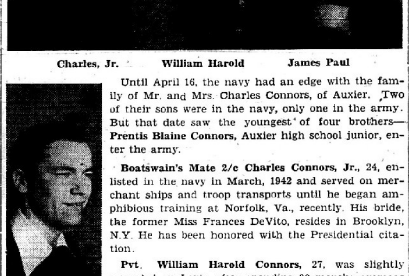 Charles, Jr. William Harold James Paul
Until April 16, the navy had an edge with the fam-
ily of Mr. and Mrs. Charles Connors, of Auxier. Two
of their sons were in the navy, only one in the army.
But that date saw the youngest of four brothers—
Prentis Blaine Connors, Auxier high school junior, en-
ter the army.
Boatswain's Mate 2/c Charles Connors, Jr., 24, en-
listed in the navy in March, 1942 and served on mer-
chant ships and troop transports until he began am-
phibious training at Norfolk, Va., recently. His bride,
the former Miss Frances DeVito, resides in Brooklyn,
N.Y. He has been honored with the Presidential cita-
tion.
Pvt. William Harold Connors, 27, was slightly